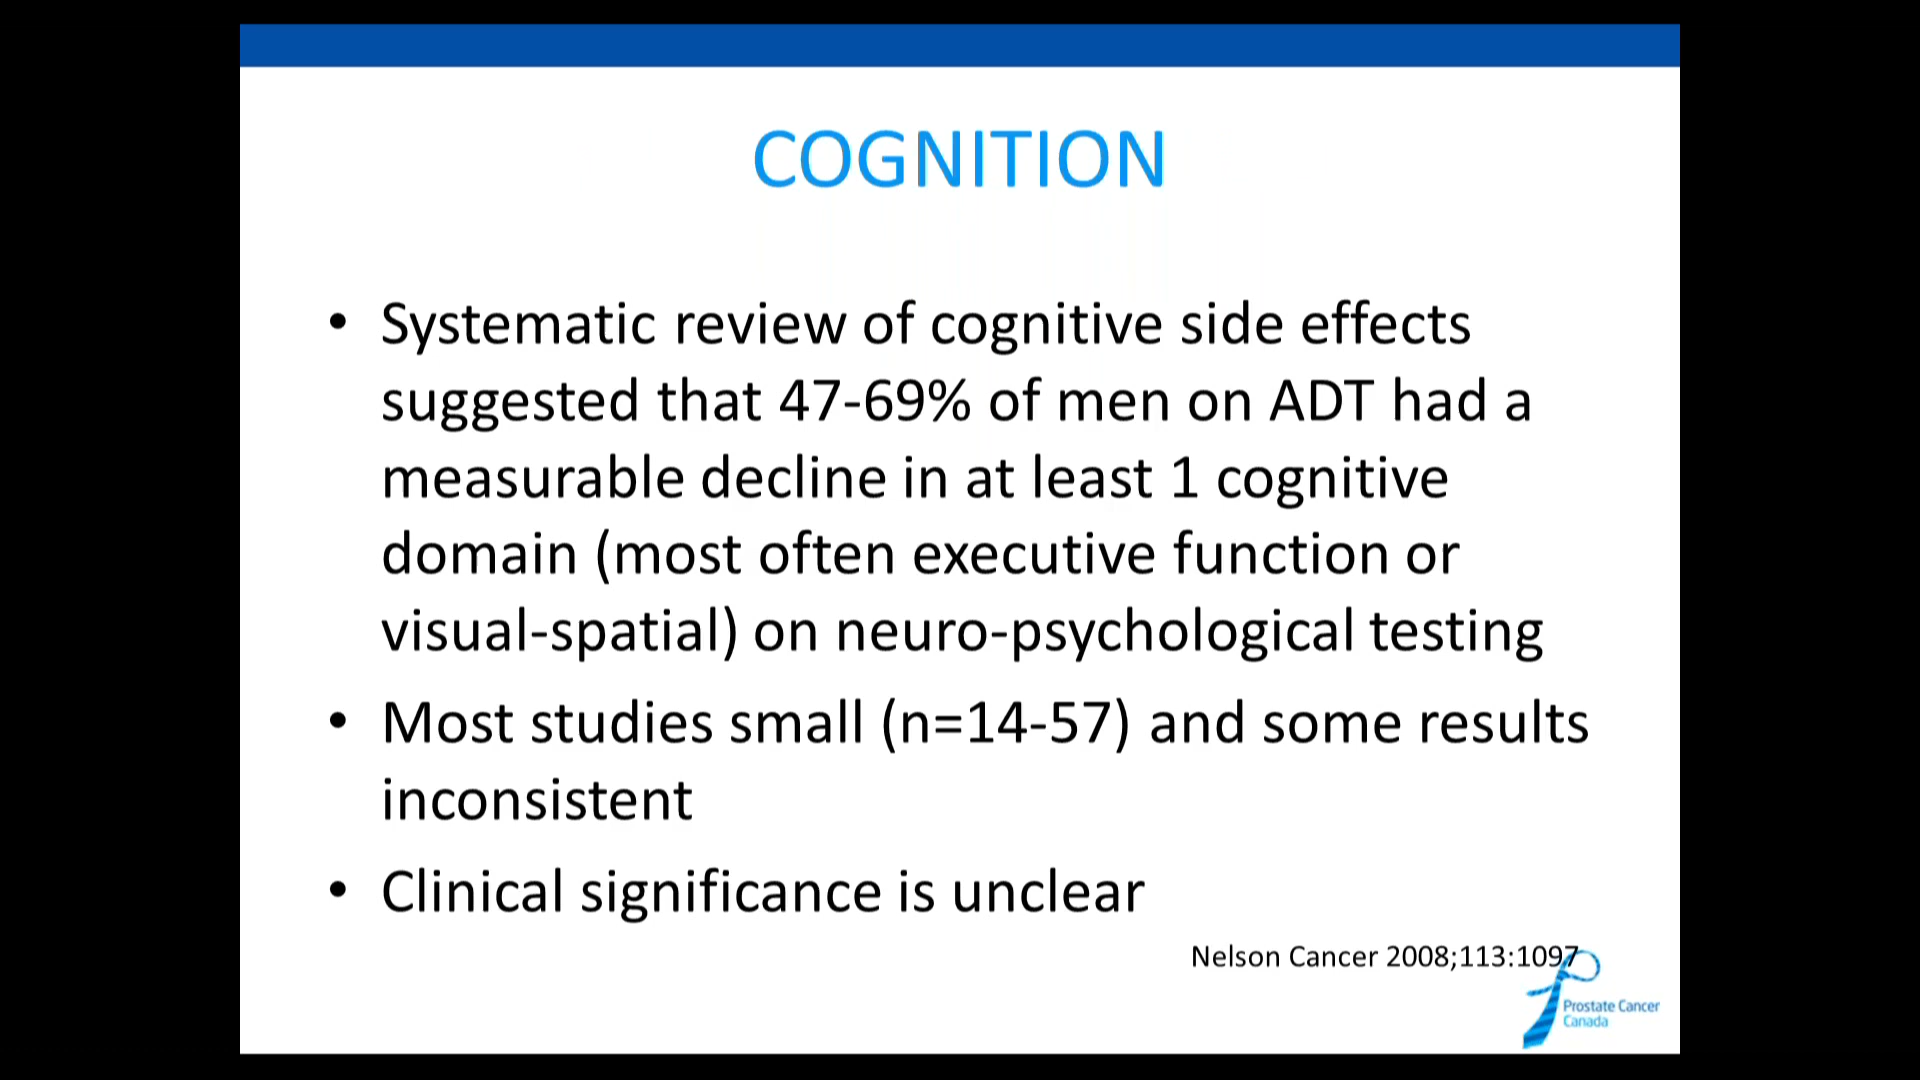 COGNITION
• Systematic review of cognitive side effects
suggested that 47-69% of men on ADT had a
measurable decline in at least 1 cognitive
domain (most often executive function or
visual-spatial) on neuro-psychological testing
• Most studies small (n=14-57) and some results
inconsistent
• Clinical significance is unclear
Nelson Cancer 2008;113:1097
Prostate Cancer
Canada